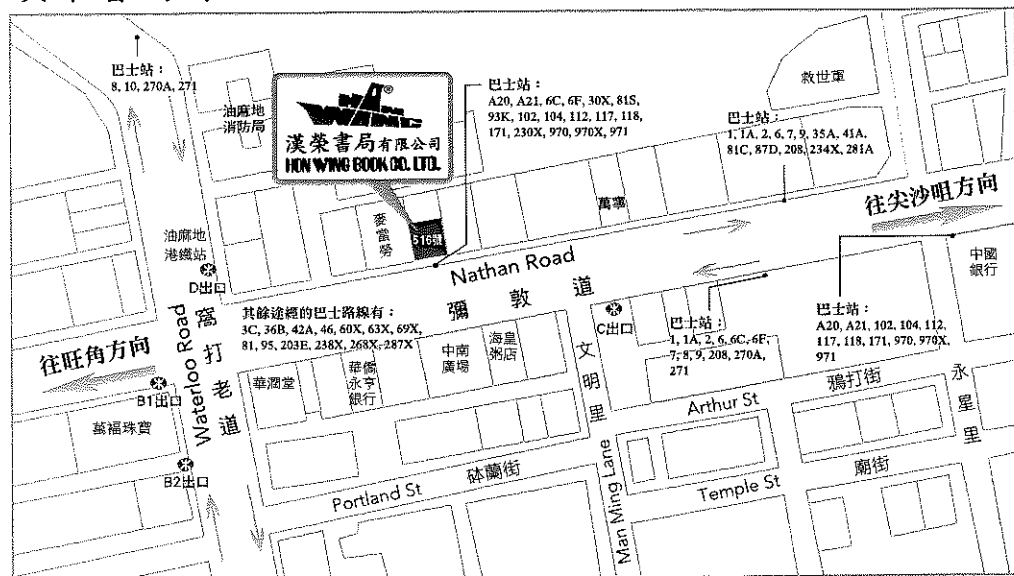 巴士站：
8, 10, 270A, 271
油麻地
消防局
HON WING
®
漢榮書局有限公司
HON WING BOOK CO. LTD.
巴士站：
A20, A21, 6C, 6F, 30X, 81S,
93K, 102, 104, 112, 117, 118,
171, 230X, 970, 970X, 971
救世軍
巴士站：
1, 1A, 2, 6, 7, 9, 35A, 41A,
81C, 87D, 208, 234X, 281A
往尖沙咀方向
萬寧
麥當勞
516號
油麻地
港鐵站
D出口
Nathan Road
彌敦道
中國
銀行
其餘途經的巴士路線有：
3C, 36B, 42A, 46, 60X, 63X, 69X,
81, 95, 203E, 238X, 268X, 287X
C出口
巴士站：
1, 1A, 2, 6, 6C, 6F,
7, 8, 9, 208, 270A,
271
巴士站：
A20, A21, 102, 104, 112,
117, 118, 171, 970, 970X,
971
往旺角方向
Waterloo Road
窩打老道
華潤堂
華僑
永亨
銀行
中南
廣場
海皇
粥店
文明里
Man Ming Lane
鴉打街
Arthur St
永星里
B1出口
萬福珠寶
B2出口
Portland St
砵蘭街
Temple St
廟街